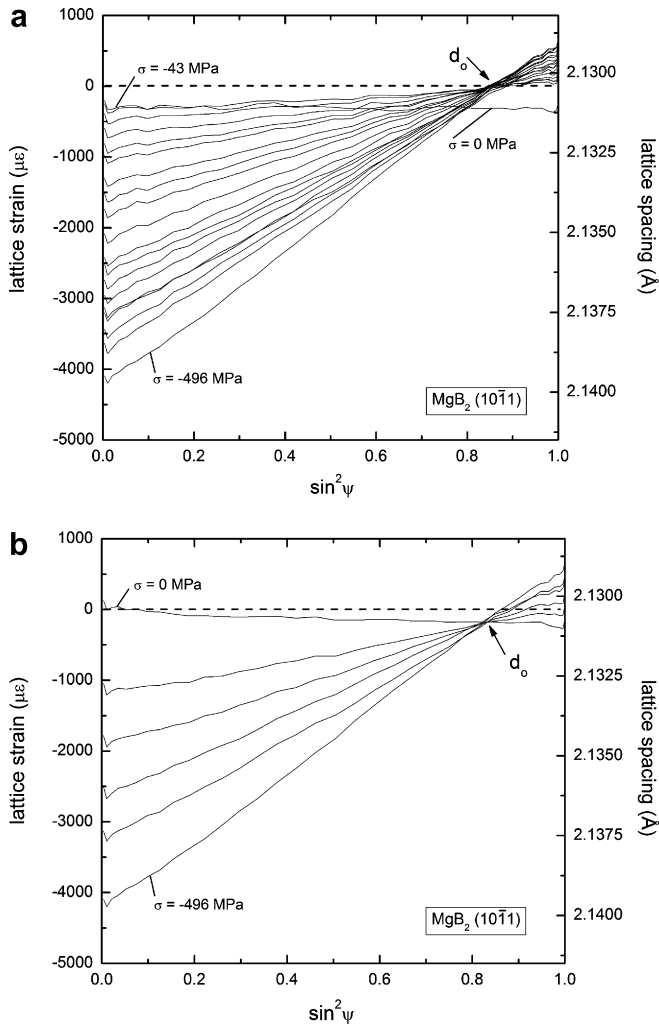 a
1000
0
-1000
-2000
-3000
-4000
-5000
lattice strain (με)
σ = -43 MPa
d₀
σ = 0 MPa
σ = -496 MPa
MgB₂ (101̄1)
2.1300
2.1325
2.1350
2.1375
2.1400
lattice spacing (Å)
0.0 0.2 0.4 0.6 0.8 1.0
sin²ψ
b
1000
0
-1000
-2000
-3000
-4000
-5000
lattice strain (με)
σ = 0 MPa
d₀
σ = -496 MPa
MgB₂ (101̄1)
2.1300
2.1325
2.1350
2.1375
2.1400
lattice spacing (Å)
0.0 0.2 0.4 0.6 0.8 1.0
sin²ψ